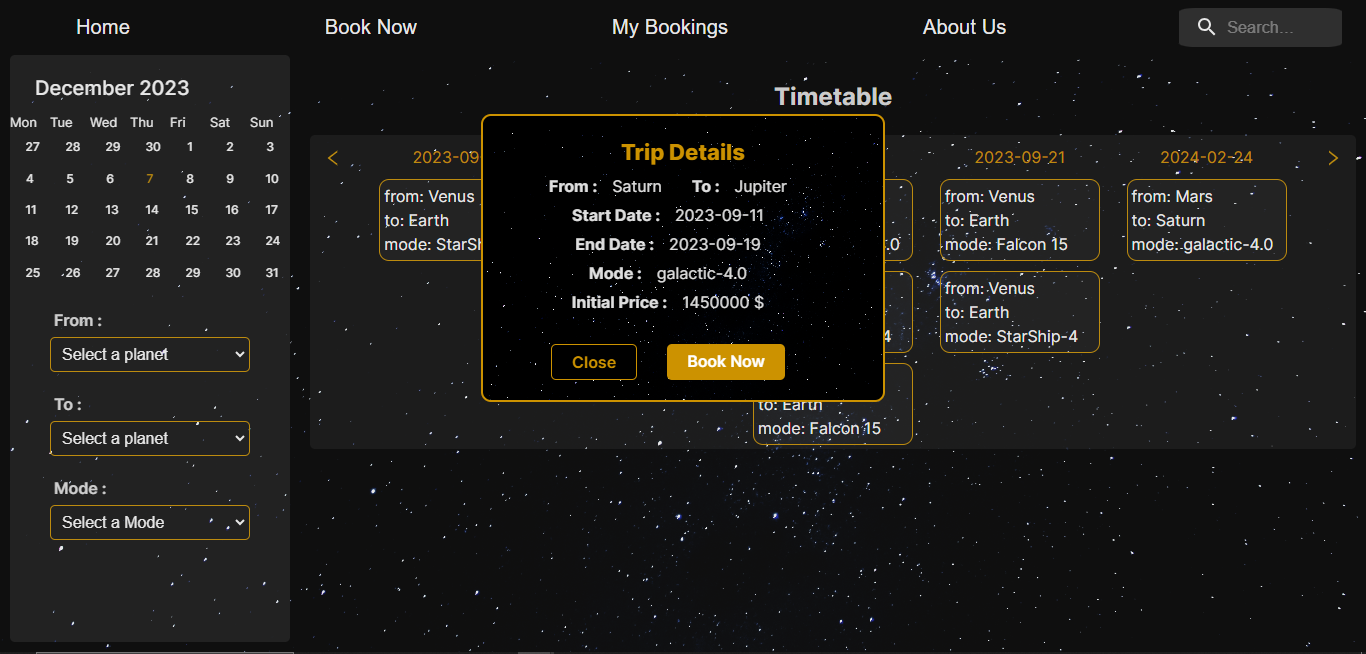 Home Book Now My Bookings About Us Search...
December 2023
Mon Tue Wed Thu Fri Sat Sun
27 28 29 30 1 2 3
4 5 6 7 8 9 10
11 12 13 14 15 16 17
18 19 20 21 22 23 24
25 26 27 28 29 30 31
From :
Select a planet
To :
Select a planet
Mode :
Select a Mode
Timetable
2023-09
from: Venus
to: Earth
mode: StarSh
Trip Details
From : Saturn To : Jupiter
Start Date : 2023-09-11
End Date : 2023-09-19
Mode : galactic-4.0
Initial Price : 1450000 $
Close Book Now
.0
4
to: Earth
mode: Falcon 15
2023-09-21
from: Venus
to: Earth
mode: Falcon 15
from: Venus
to: Earth
mode: StarShip-4
2024-02-24
from: Mars
to: Saturn
mode: galactic-4.0